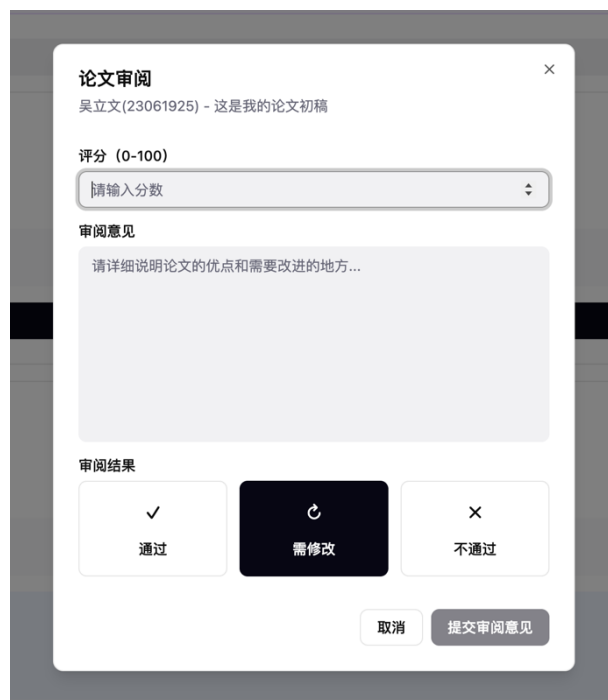 论文审阅
吴立文(23061925) - 这是我的论文初稿
评分（0-100）
请输入分数
审阅意见
请详细说明论文的优点和需要改进的地方...
审阅结果
通过
需修改
不通过
取消
提交审阅意见